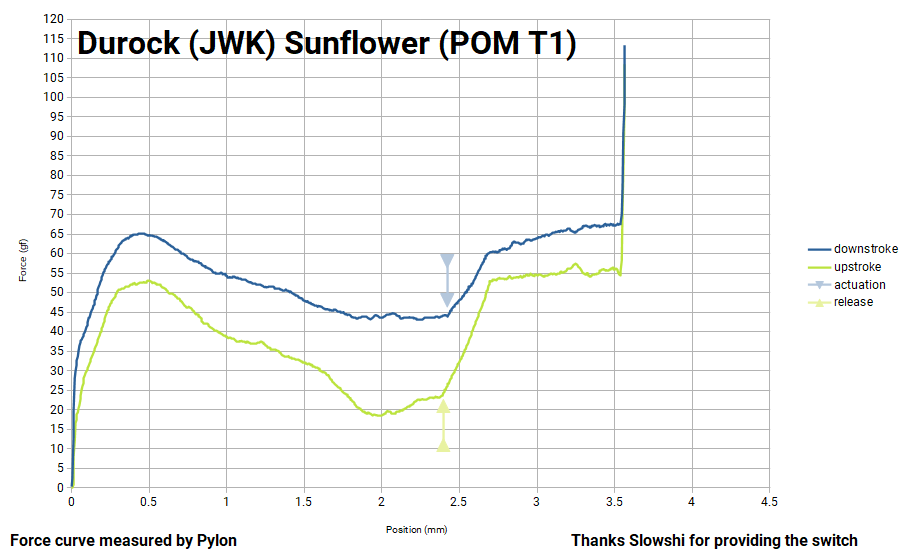 Durock (JWK) Sunflower (POM T1)
120
115
110
105
100
95
90
85
80
75
70
65
60
55
50
45
40
35
30
25
20
15
10
5
0
Force (gf)
0 0.5 1 1.5 2 2.5 3 3.5 4 4.5
Position (mm)
downstroke
upstroke
actuation
release
Force curve measured by Pylon
Thanks Slowshi for providing the switch